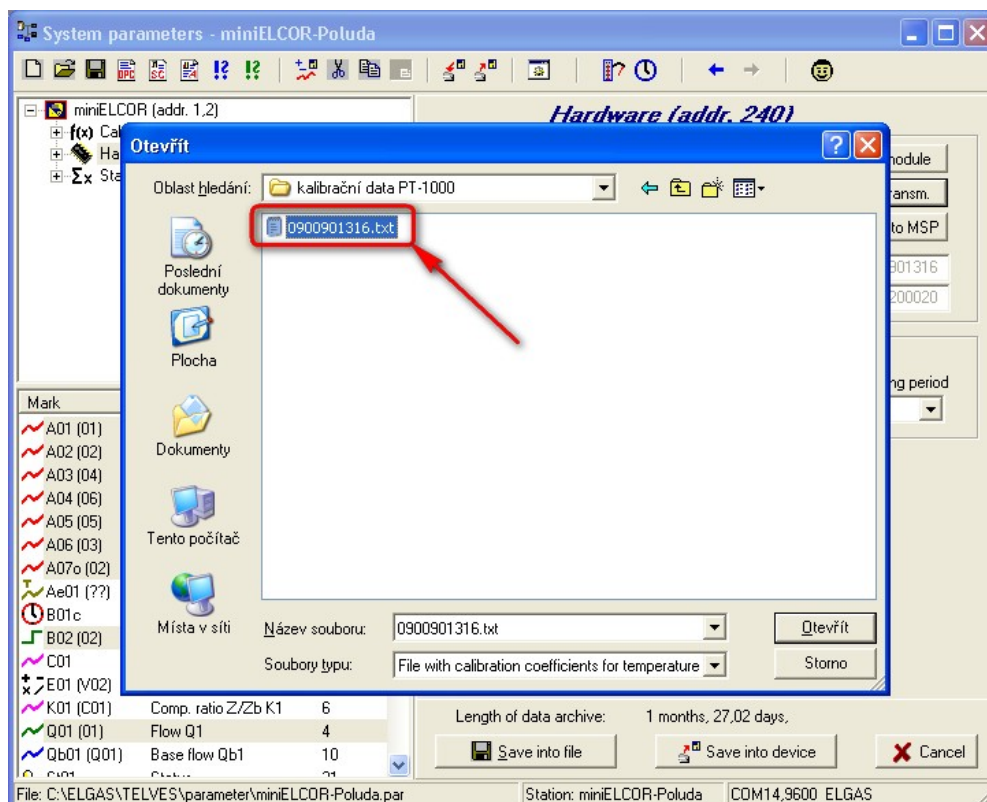 System parameters - miniELCOR-Poluda
miniELCOR (addr. 1,2)
f(x) Cal
Ha
Σx Sta
Hardware (addr. 240)
module
ansm.
to MSP
901316
200020
ng period
Otevřít
Oblast hledání:
kalibrační data PT-1000
0900901316.txt
Poslední
dokumenty
Plocha
Dokumenty
Tento počítač
Místa v síti
Název souboru:
0900901316.txt
Otevřít
Soubory typu:
File with calibration coefficients for temperature
Storno
Mark
A01 (01)
A02 (02)
A03 (04)
A04 (06)
A05 (05)
A06 (03)
A07o (02)
Ae01 (??)
B01c
B02 (02)
C01
E01 (V02)
K01 (C01) Comp. ratio Z/Zb K1 6
Q01 (01) Flow Q1 4
Qb01 (Q01) Base flow Qb1 10
Length of data archive: 1 months, 27,02 days,
Save into file
Save into device
Cancel
File: C:\ELGAS\TELVES\parameter\miniELCOR-Poluda.par
Station: miniELCOR-Poluda
COM14,9600 ELGAS